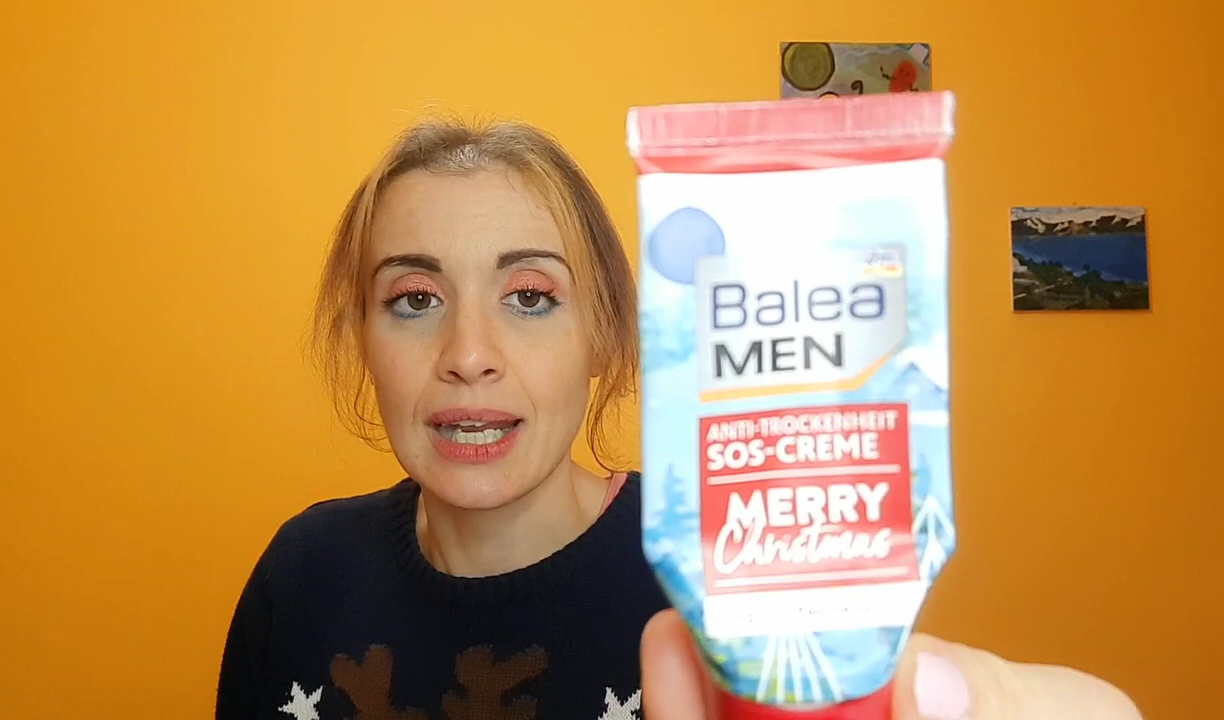 Balea
MEN
ANTI-TROCKENHEIT
SOS-CREME
MERRY
Christmas